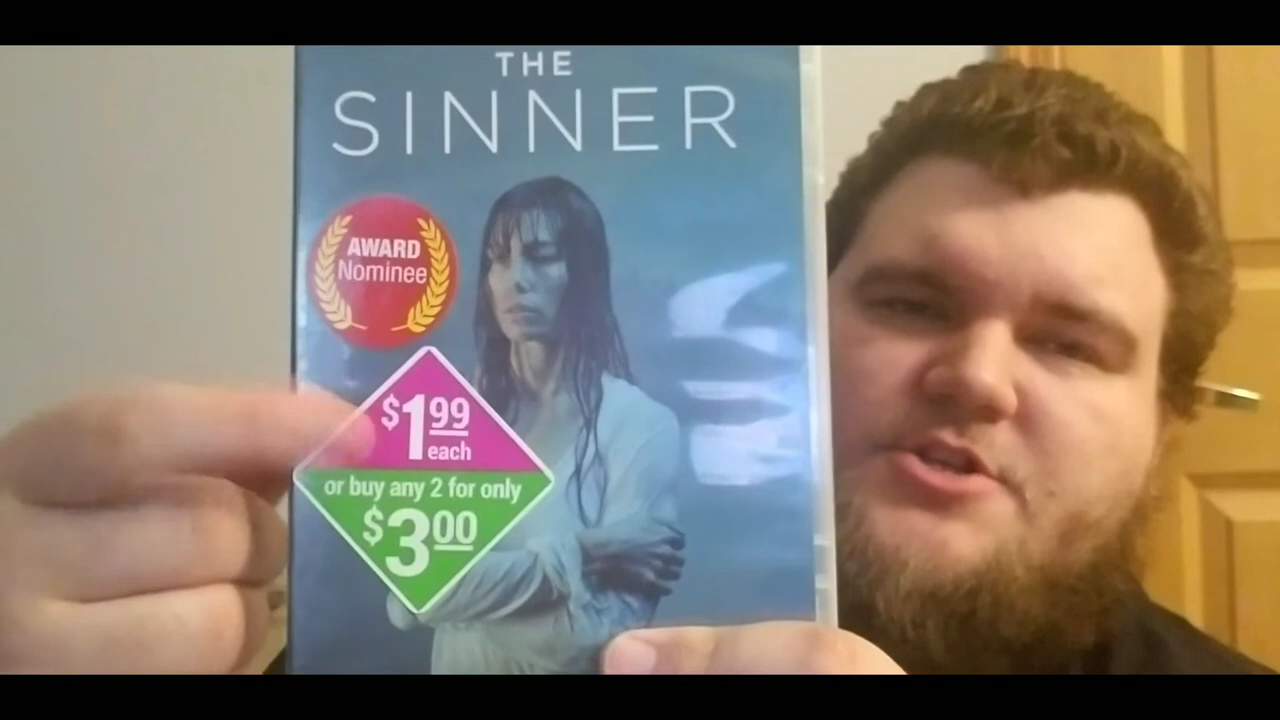 THE
SINNER
AWARD
Nominee
$1.99
each
or buy any 2 for only
$3.00